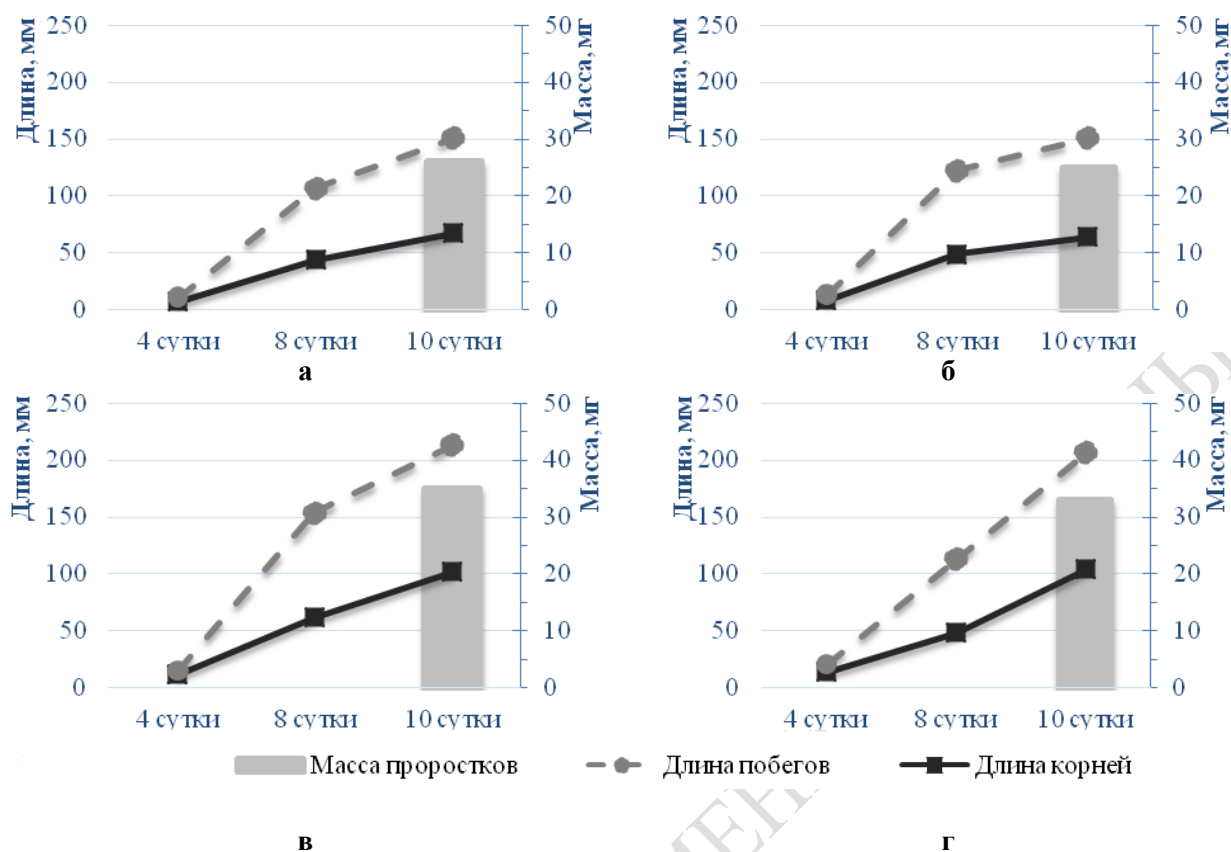 Длина, мм
250
200
150
100
50
0
50
40
30
20
10
0
Масса, мг
4 сутки
8 сутки
10 сутки
а
Длина, мм
250
200
150
100
50
0
50
40
30
20
10
0
Масса, мг
4 сутки
8 сутки
10 сутки
б
Длина, мм
250
200
150
100
50
0
50
40
30
20
10
0
Масса, мг
4 сутки
8 сутки
10 сутки
Длина, мм
250
200
150
100
50
0
50
40
30
20
10
0
Масса, мг
4 сутки
8 сутки
10 сутки
Масса проростков
Длина побегов
Длина корней
в
г